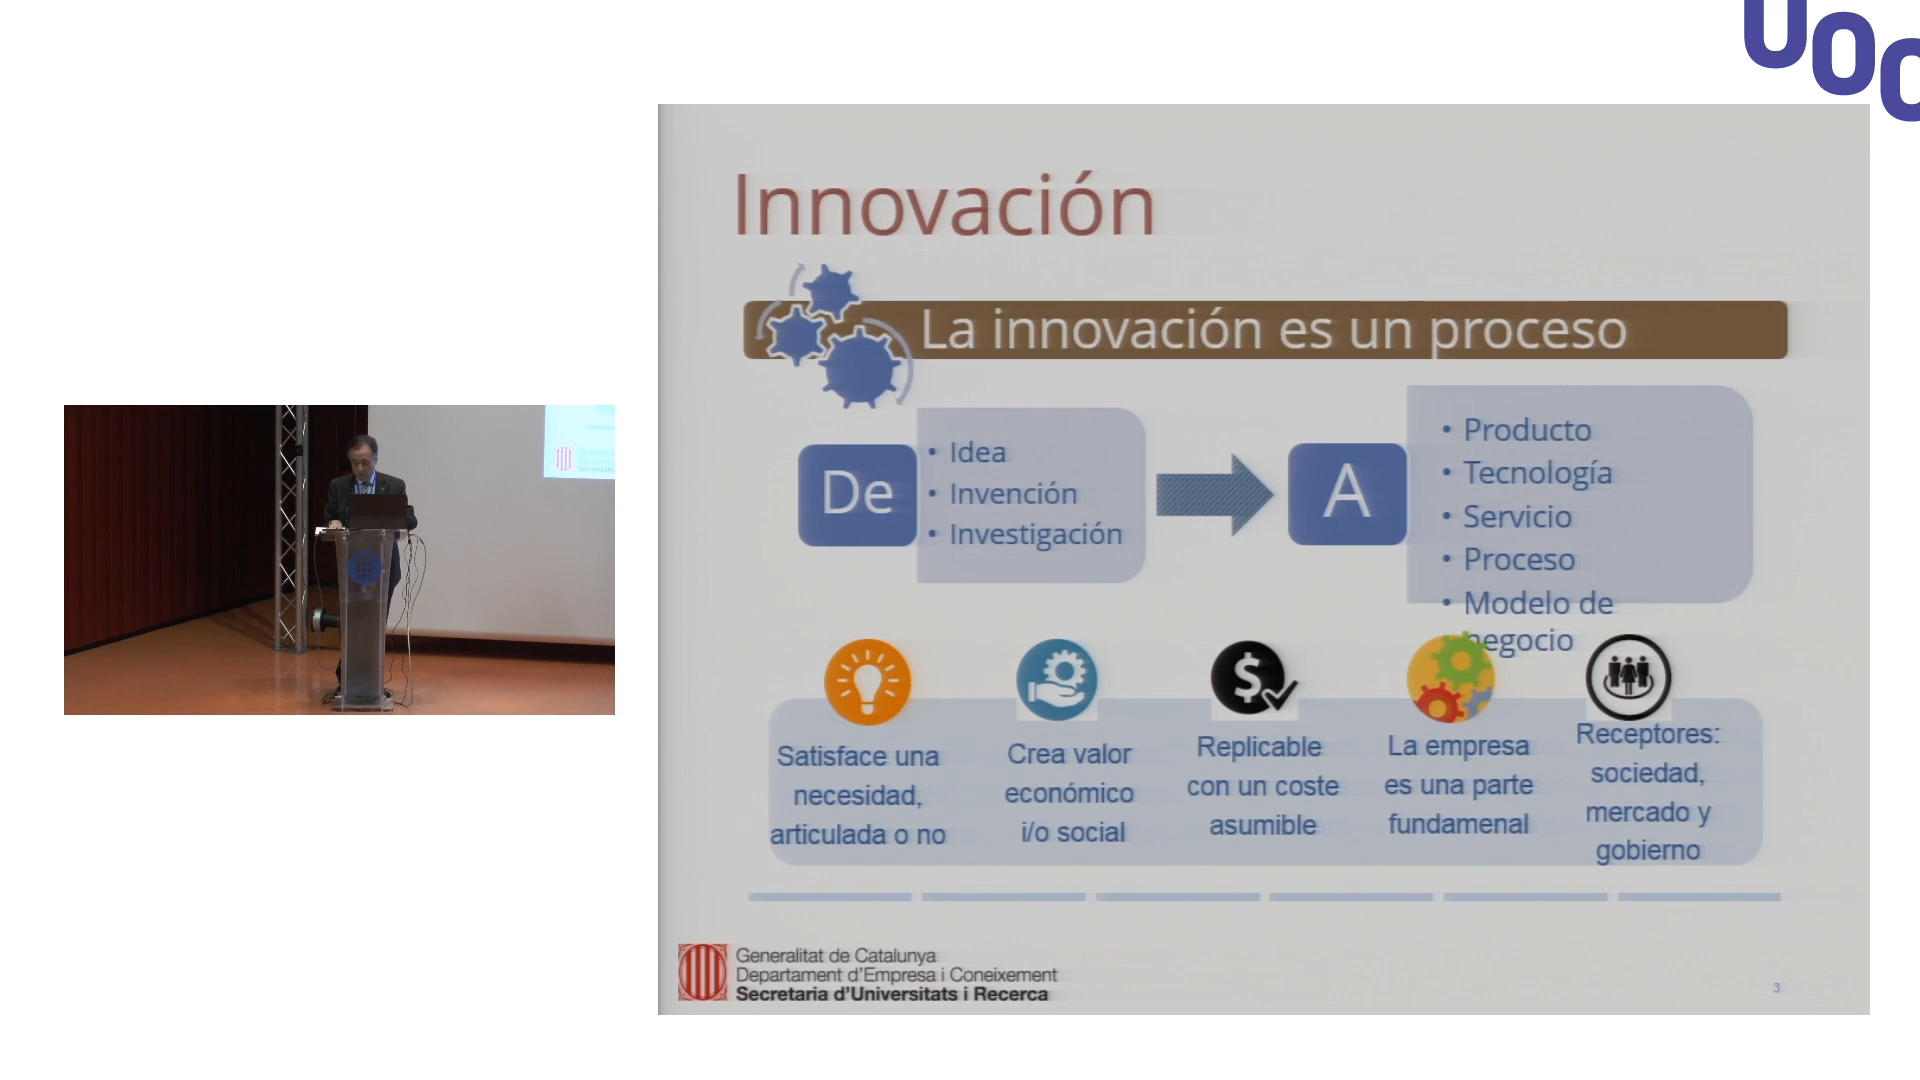 UOC
Innovación
La innovación es un proceso
De
• Idea
• Invención
• Investigación
A
• Producto
• Tecnología
• Servicio
• Proceso
• Modelo de
negocio
Satisface una
necesidad,
articulada o no
Crea valor
económico
i/o social
Replicable
con un coste
asumible
La empresa
es una parte
fundamenal
Receptores:
sociedad,
mercado y
gobierno
Generalitat de Catalunya
Departament d'Empresa i Coneixement
Secretaria d'Universitats i Recerca
3